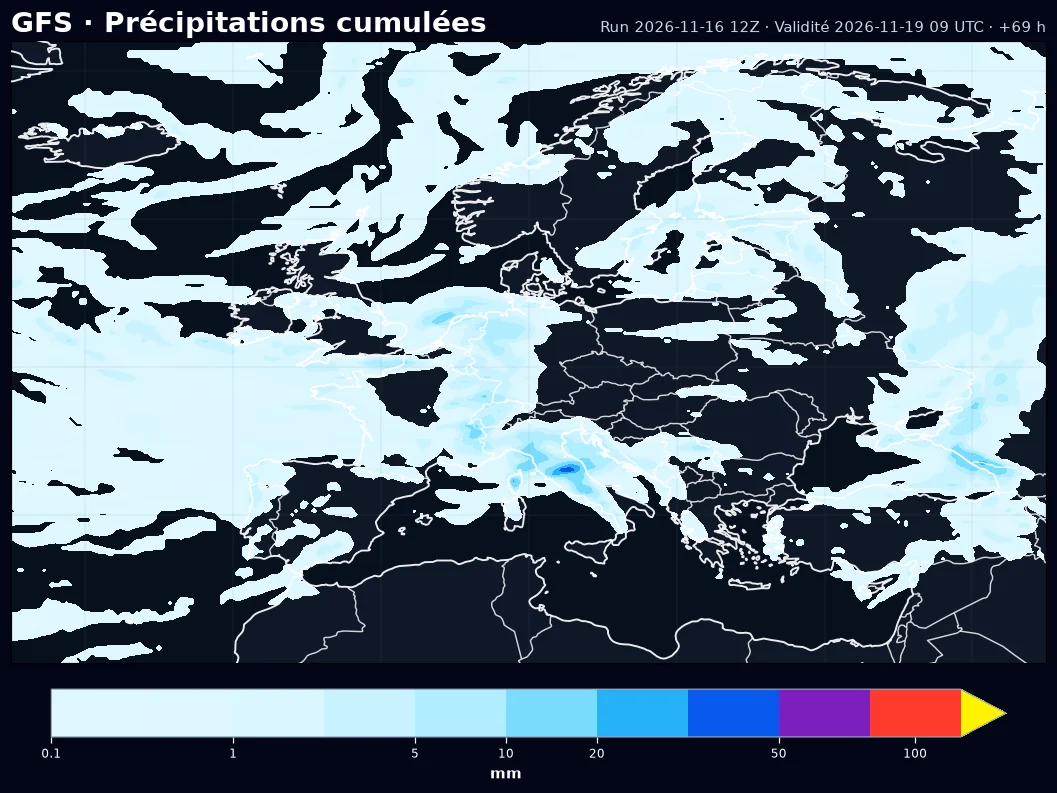 GFS · Précipitations cumulées
Run 2026-11-16 12Z · Validité 2026-11-19 09 UTC · +69 h
0.1 1 5 10 20 50 100
mm